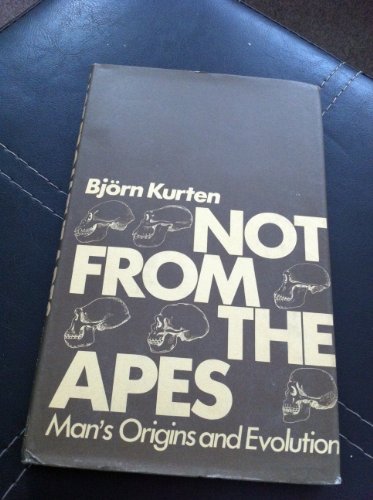 Björn Kurten
NOT
FROM
THE
APES
Man's Origins and Evolution